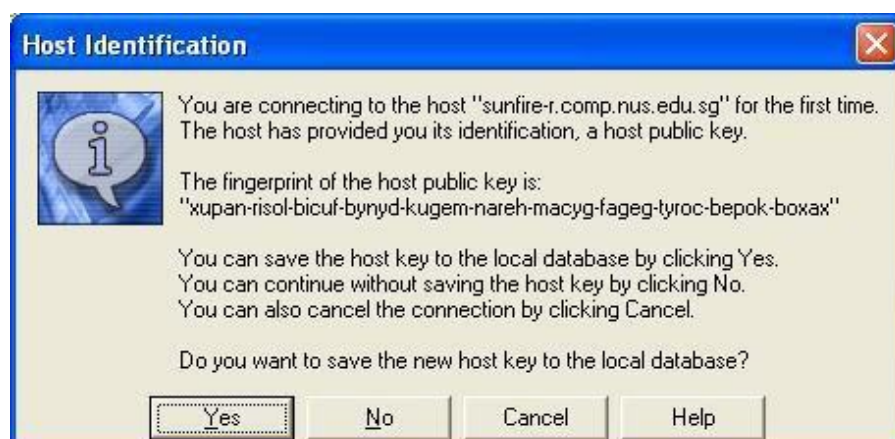 Host Identification
You are connecting to the host "sunfire-r.comp.nus.edu.sg" for the first time.
The host has provided you its identification, a host public key.
The fingerprint of the host public key is:
"xupan-risol-bicuf-bynyd-kugem-nareh-macyg-fageg-tyroc-bepok-boxax"
You can save the host key to the local database by clicking Yes.
You can continue without saving the host key by clicking No.
You can also cancel the connection by clicking Cancel.
Do you want to save the new host key to the local database?
Yes No Cancel Help